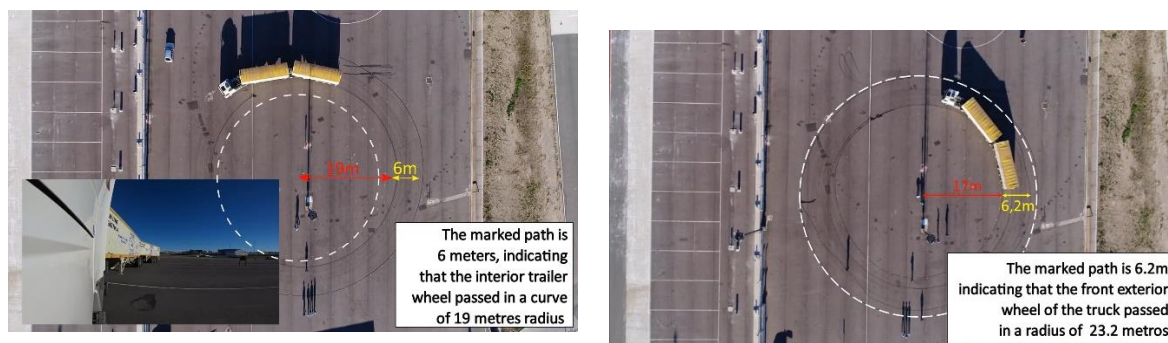 19m
6m
The marked path is
6 meters, indicating
that the interior trailer
wheel passed in a curve
of 19 metres radius
17m
6,2m
The marked path is 6.2m
indicating that the front exterior
wheel of the truck passed
in a radius of 23.2 metros